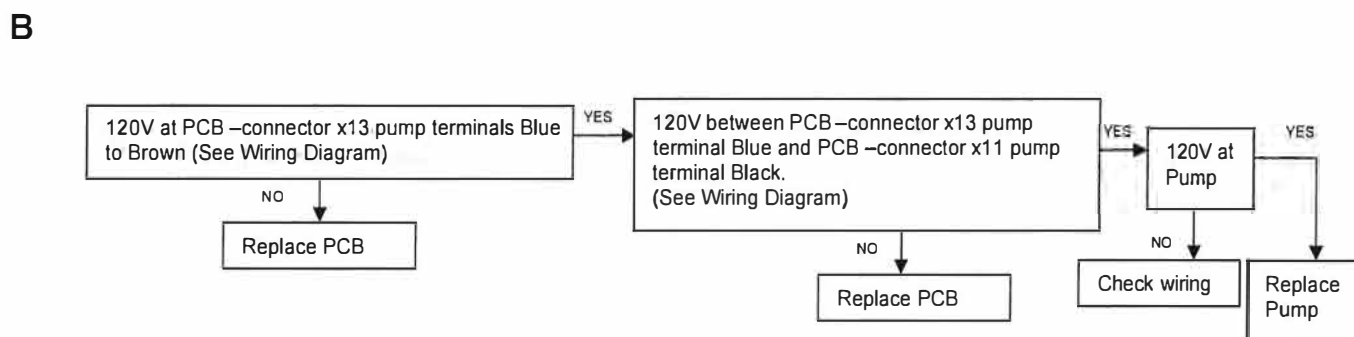 B
120V at PCB –connector x13 pump terminals Blue
to Brown (See Wiring Diagram)
YES
NO
Replace PCB
120V between PCB –connector x13 pump
terminal Blue and PCB –connector x11 pump
terminal Black.
(See Wiring Diagram)
YES
NO
Replace PCB
120V at
Pump
YES
NO
Check wiring
Replace
Pump